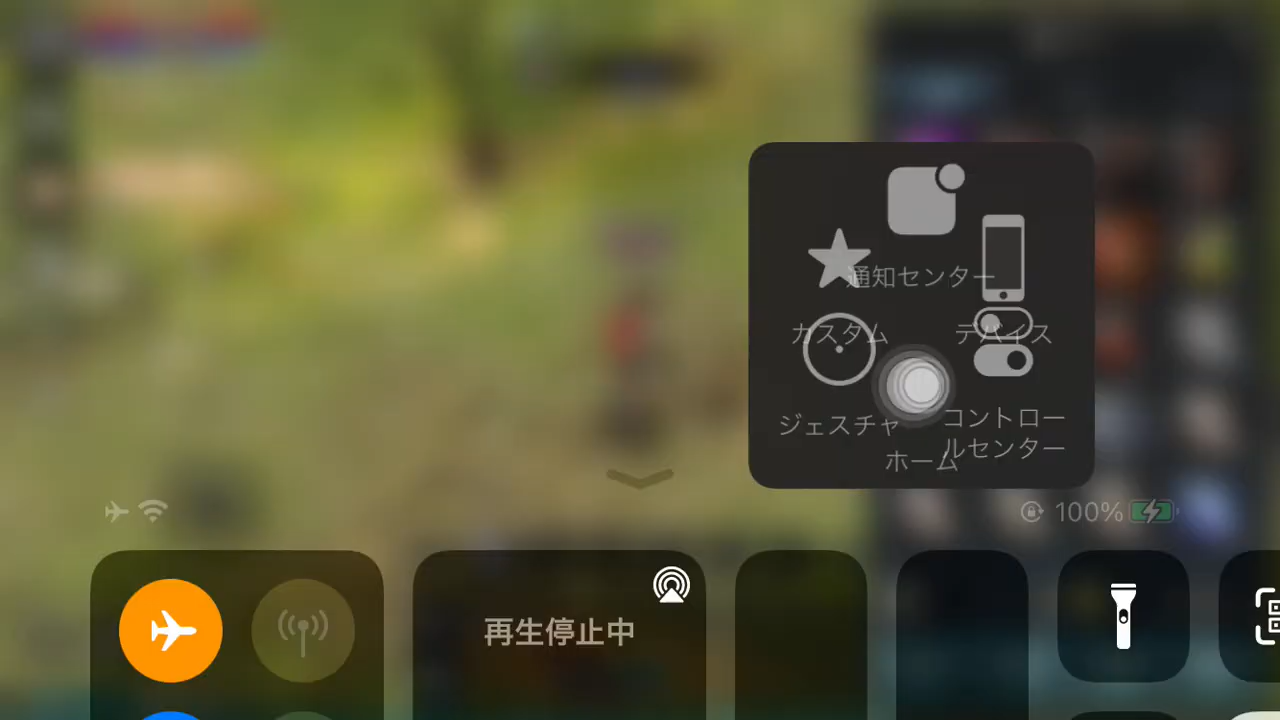 通知センター
カスタム
デバイス
ジェスチャ
コントロー
ルセンター
ホーム
100%
再生停止中